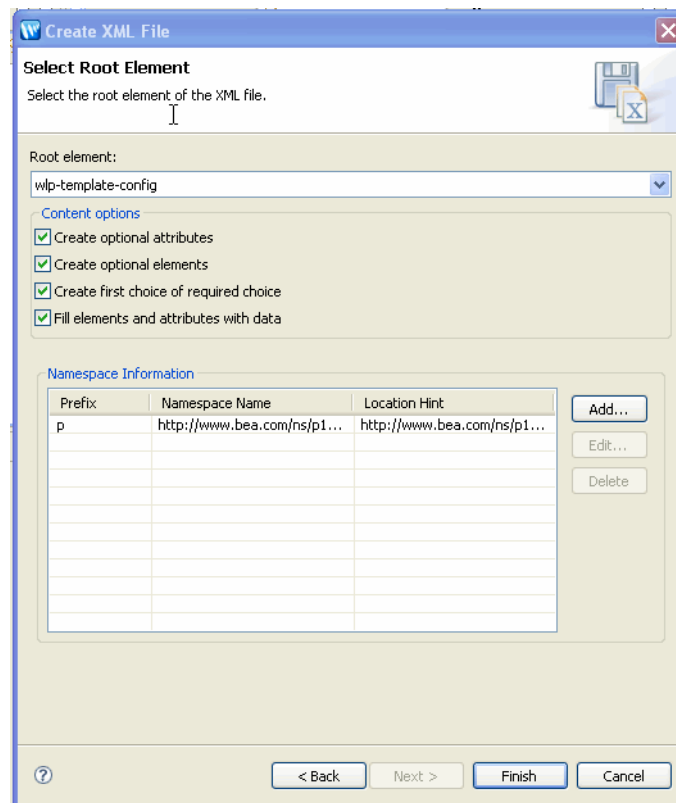 Create XML File
Select Root Element
Select the root element of the XML file.
Root element:
wlp-template-config
Content options
Create optional attributes
Create optional elements
Create first choice of required choice
Fill elements and attributes with data
Namespace Information
Prefix Namespace Name Location Hint
p http://www.bea.com/ns/p1... http://www.bea.com/ns/p1...
Add...
Edit...
Delete
X
? < Back Next > Finish Cancel